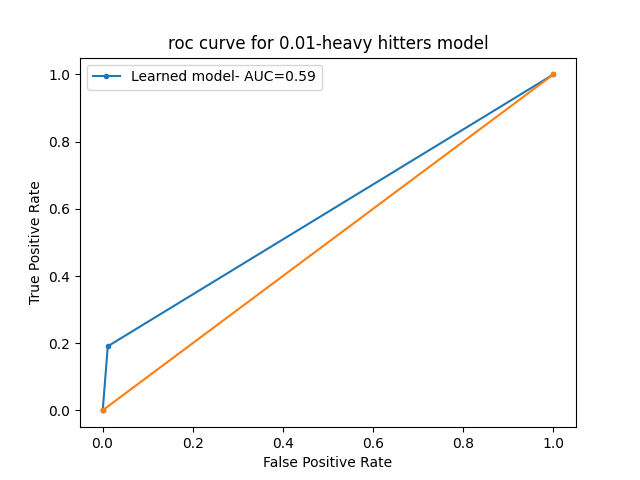 roc curve for 0.01-heavy hitters model
Learned model- AUC=0.59
True Positive Rate
1.0
0.8
0.6
0.4
0.2
0.0
0.0 0.2 0.4 0.6 0.8 1.0
False Positive Rate